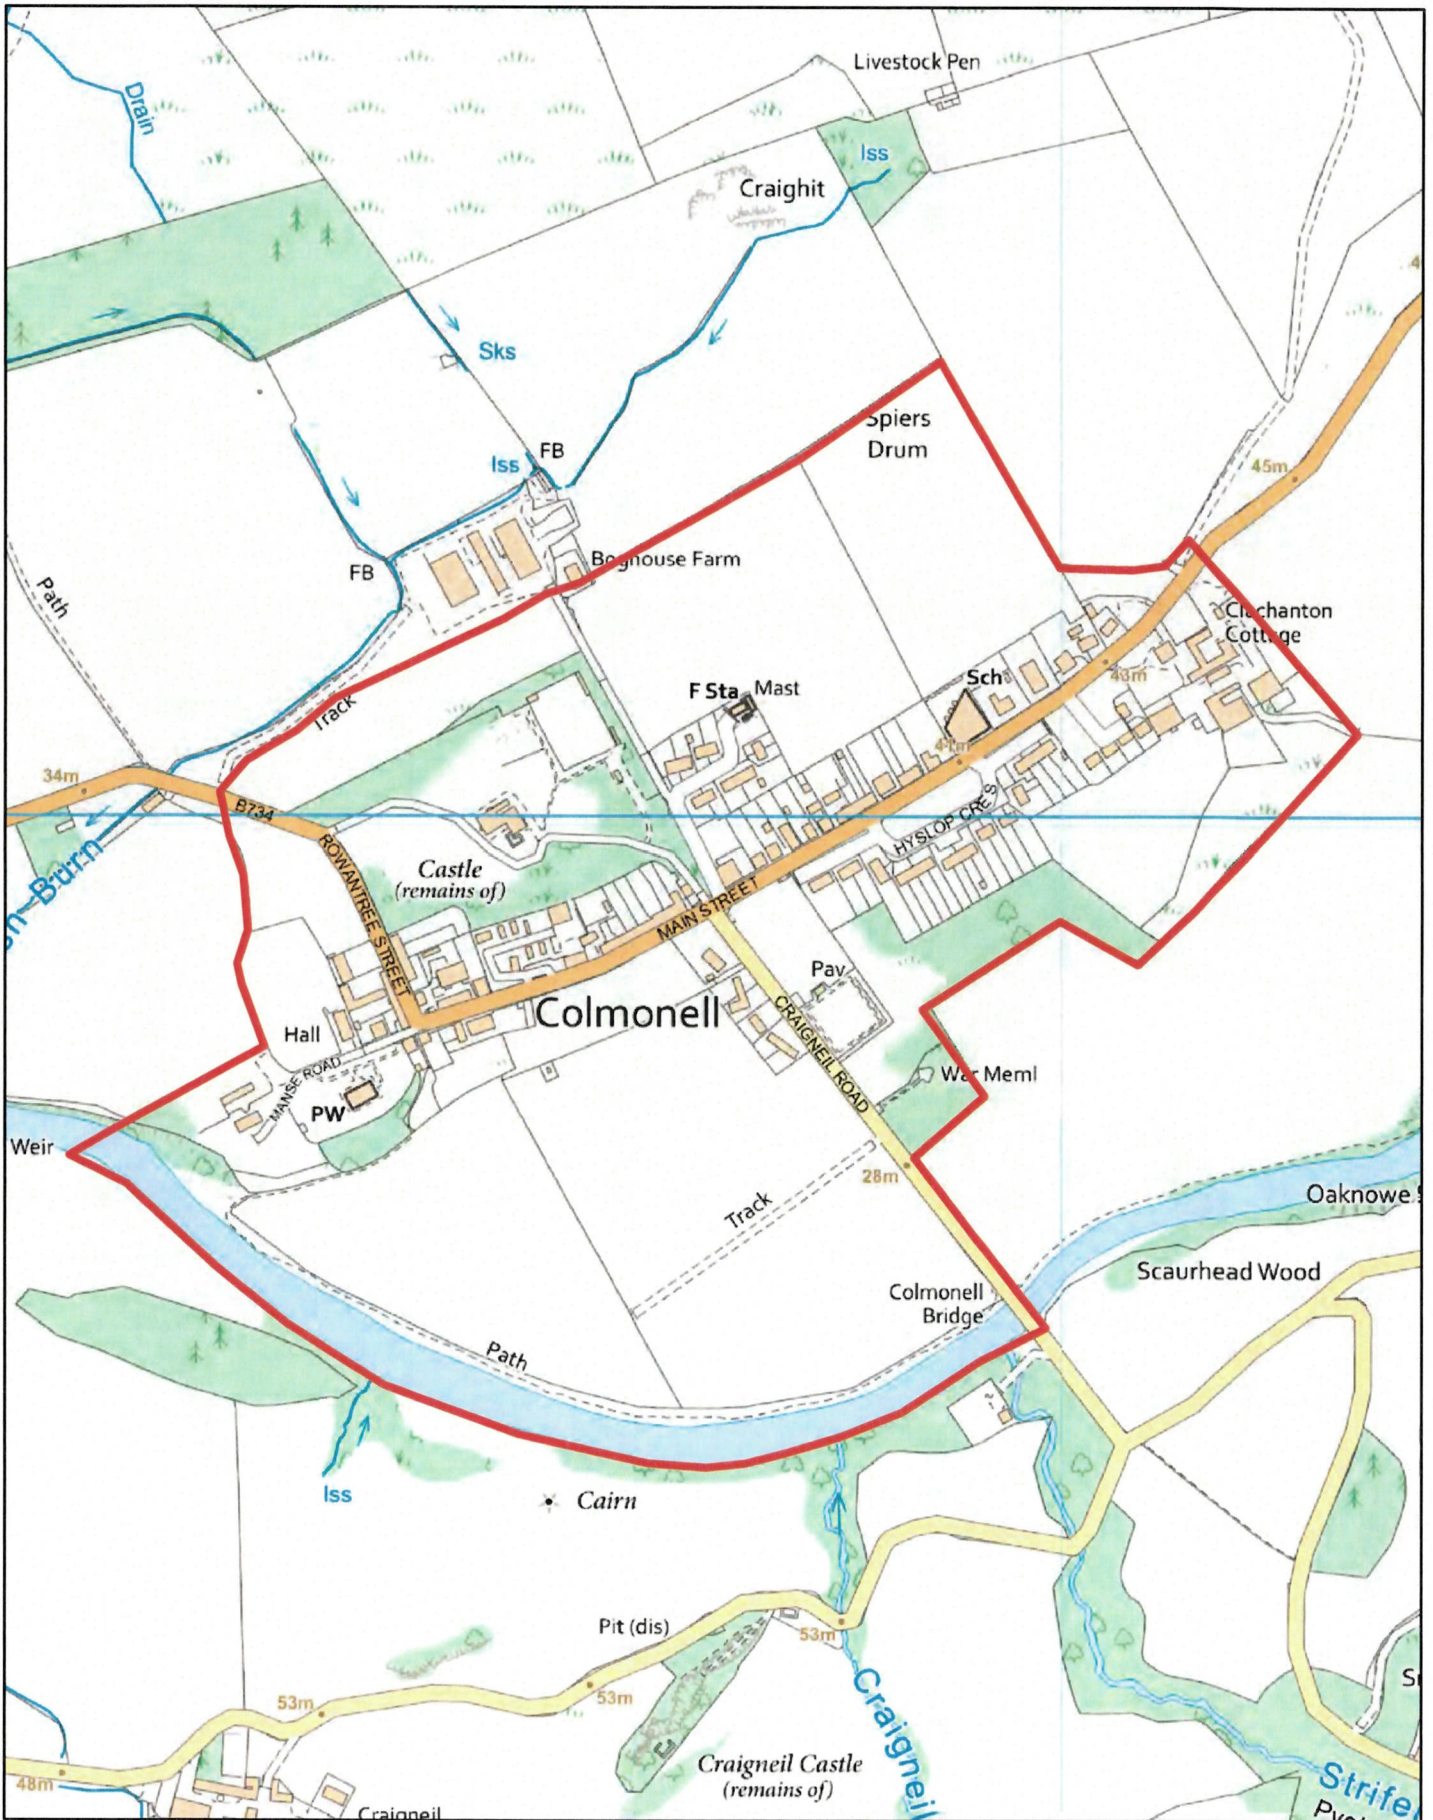 Livestock Pen
Drain
Iss
Craighit
Sks
Spiers
Drum
FB
Iss
45m
FB
Boghouse Farm
Path
Clachanton
Cottage
Sch
43m
F Sta
Mast
Track
34m
B734
HYSLOP CRES
ROWANTREE STREET
Castle
(remains of)
Burn
MAIN STREET
Pav
Colmonell
CRAIGNEIL ROAD
Hall
MANSE ROAD
War Meml
PW
Weir
28m
Oaknowe
Track
Scaurhead Wood
Colmonell
Bridge
Path
Iss
Cairn
Pit (dis)
53m
53m
53m
Craigneil
Craigneil Castle
(remains of)
48m
Strife
Craigneil